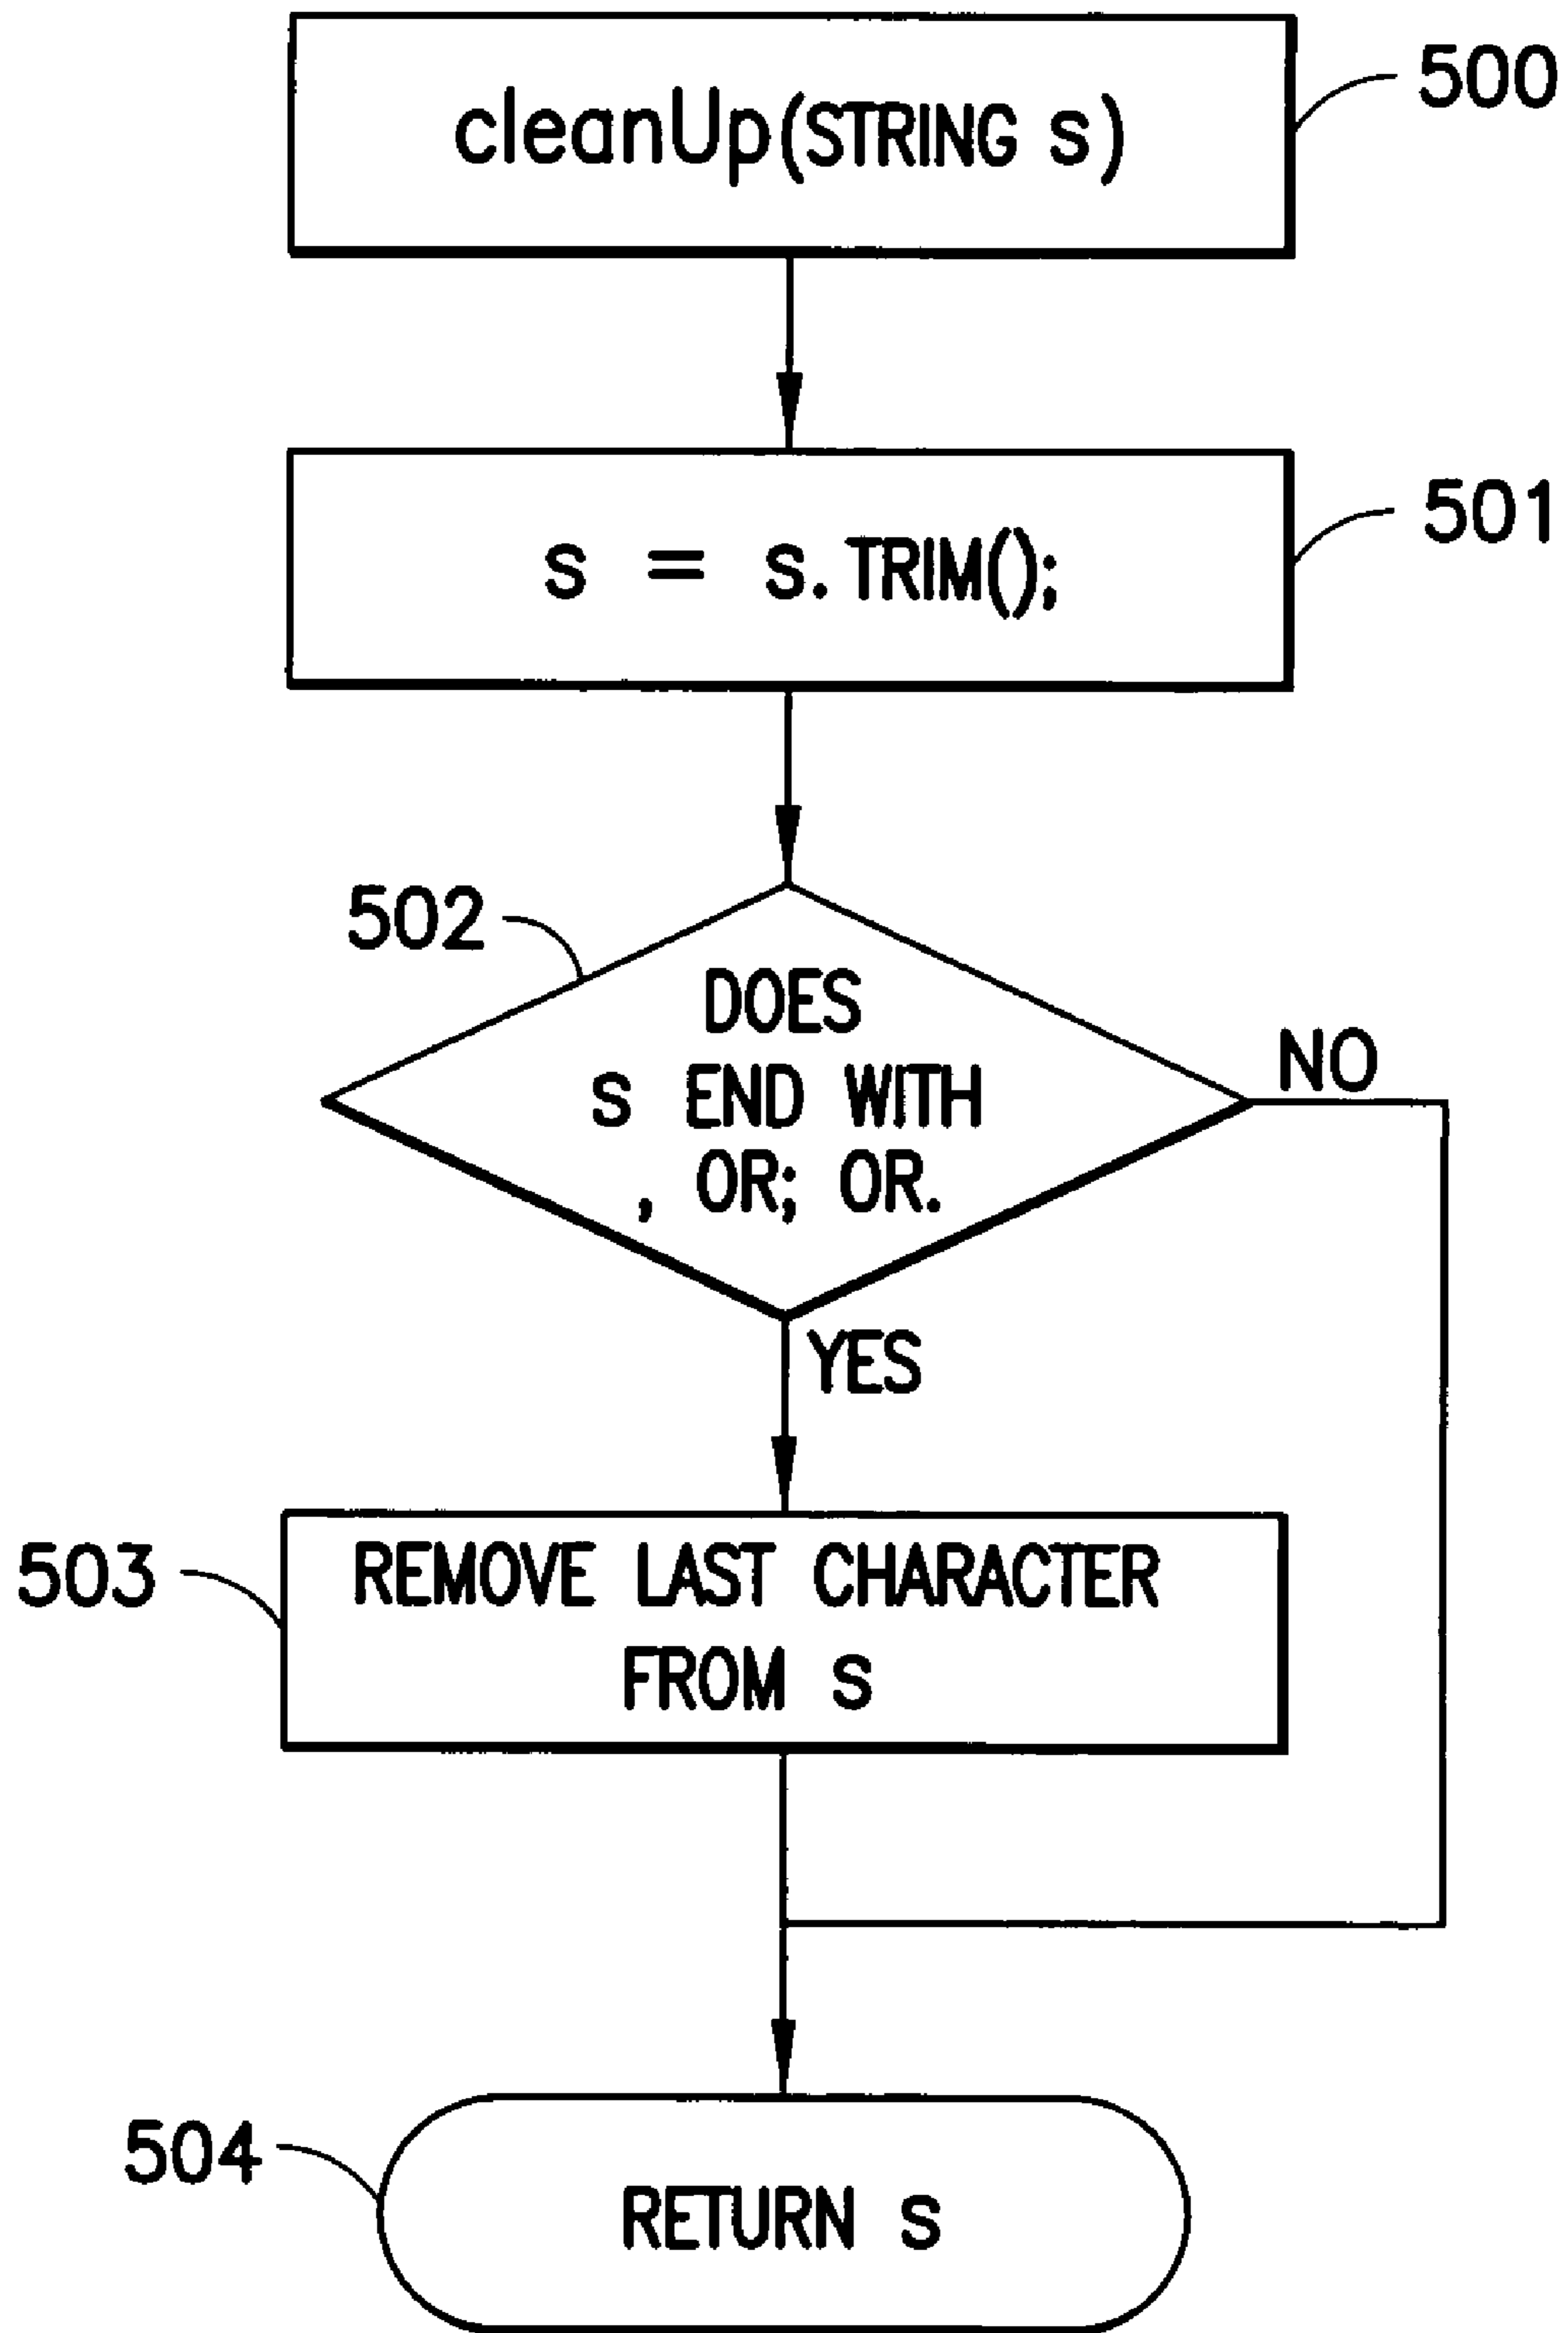 cleanUp(STRING s)
500
s = s.TRIM();
501
502
DOES
s END WITH
, OR; OR.
NO
YES
503
REMOVE LAST CHARACTER
FROM s
504
RETURN s